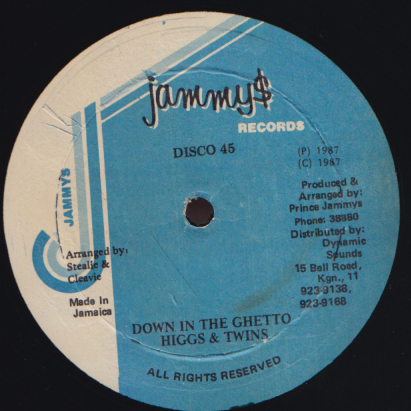 jammy$
RECORDS
DISCO 45
(P) 1987
(C) 1987
JAMMYS
Produced &
Arranged by:
Prince Jammys
Phone: 38880
Distributed by:
Dynamic
Sounds
15 Bell Road,
Kgn., 11
923-9138,
923-9168
Arranged by:
Stealie &
Cleavie
Made In
Jamaica
DOWN IN THE GHETTO
HIGGS & TWINS
ALL RIGHTS RESERVED